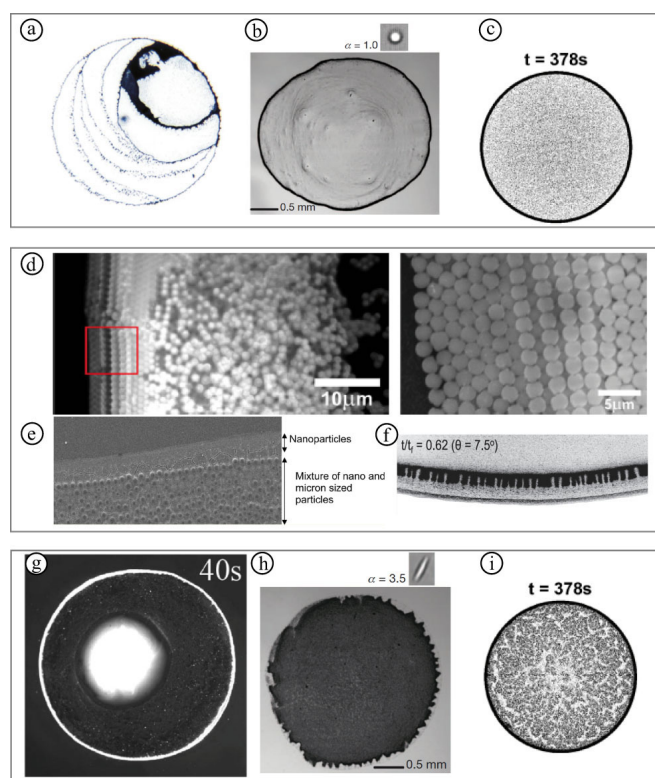 a
b
α = 1.0
c
t = 378s
0.5 mm
d
10μm
5μm
e
Nanoparticles
Mixture of nano and
micron sized
particles
f
t/tf = 0.62 (θ = 7.5º)
g
40s
h
α = 3.5
i
t = 378s
0.5 mm